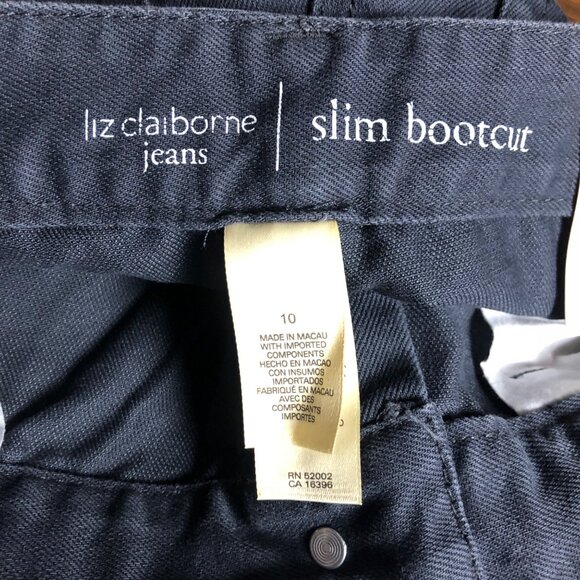 liz claiborne
jeans
slim bootcut
10
MADE IN MACAU
WITH IMPORTED
COMPONENTS
HECHO EN MACAO
CON INSUMOS
IMPORTADOS
FABRIQUÉ EN MACAU
AVEC DES
COMPOSANTS
IMPORTÉS
RN 52002
CA 16396